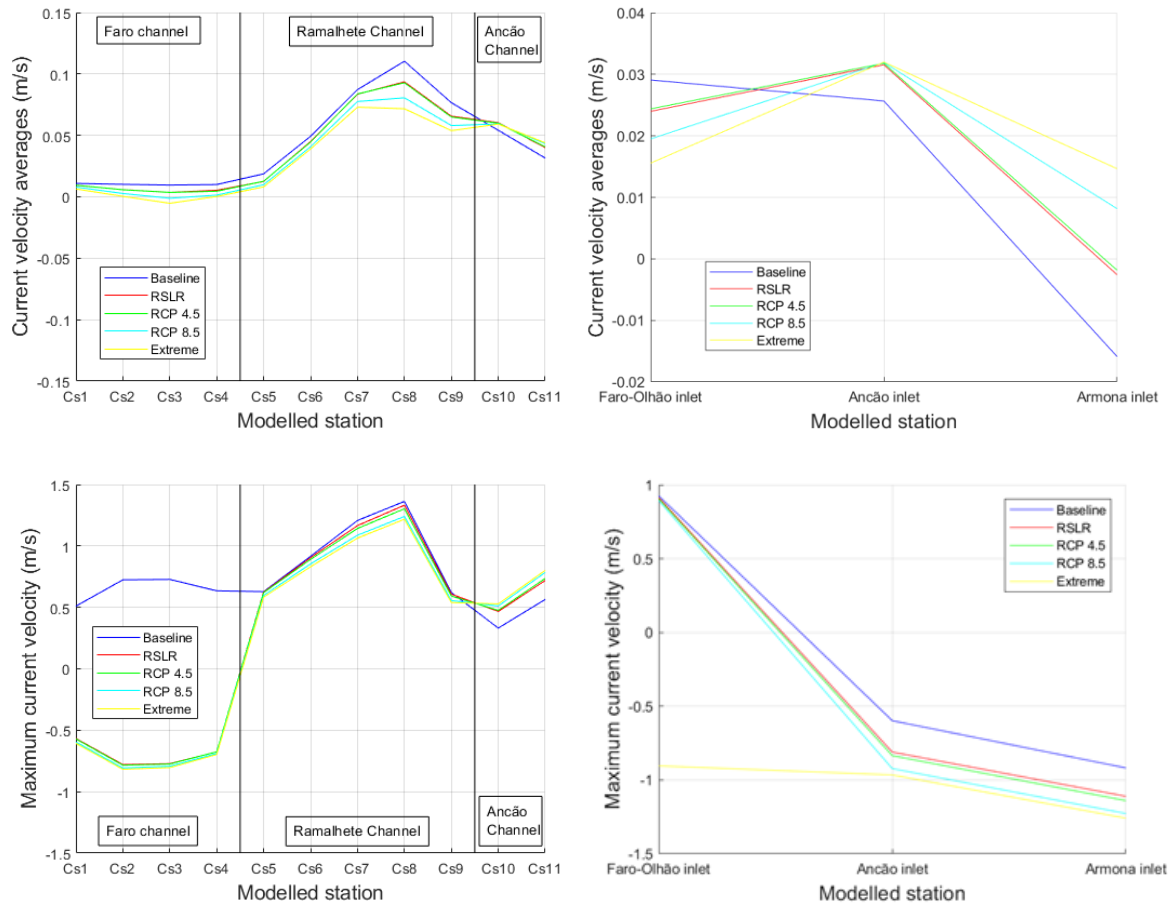 Current velocity averages (m/s)
0.15
0.1
0.05
0
-0.05
-0.1
-0.15
Faro channel
Ramalhete Channel
Ancão
Channel
Baseline
RSLR
RCP 4.5
RCP 8.5
Extreme
Cs1 Cs2 Cs3 Cs4 Cs5 Cs6 Cs7 Cs8 Cs9 Cs10 Cs11
Modelled station
Current velocity averages (m/s)
0.04
0.03
0.02
0.01
0
-0.01
-0.02
Baseline
RSLR
RCP 4.5
RCP 8.5
Extreme
Faro-Olhão inlet Ancão inlet Armona inlet
Modelled station
Maximum current velocity (m/s)
1.5
1
0.5
0
-0.5
-1
-1.5
Baseline
RSLR
RCP 4.5
RCP 8.5
Extreme
Faro channel
Ramalhete Channel
Ancão
Channel
Cs1 Cs2 Cs3 Cs4 Cs5 Cs6 Cs7 Cs8 Cs9 Cs10 Cs11
Modelled station
Maximum current velocity (m/s)
1
0.5
0
-0.5
-1
-1.5
Baseline
RSLR
RCP 4.5
RCP 8.5
Extreme
Faro-Olhão inlet Ancão inlet Armona inlet
Modelled station